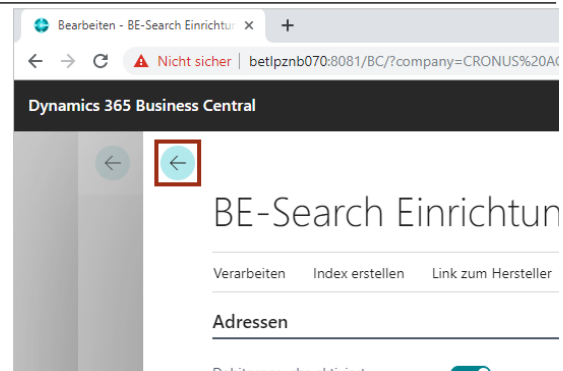 Bearbeiten - BE-Search Einrichtun
Nicht sicher | betlpznb070:8081/BC/?company=CRONUS%20AG
Dynamics 365 Business Central
BE-Search Einrichtun
Verarbeiten Index erstellen Link zum Hersteller
Adressen